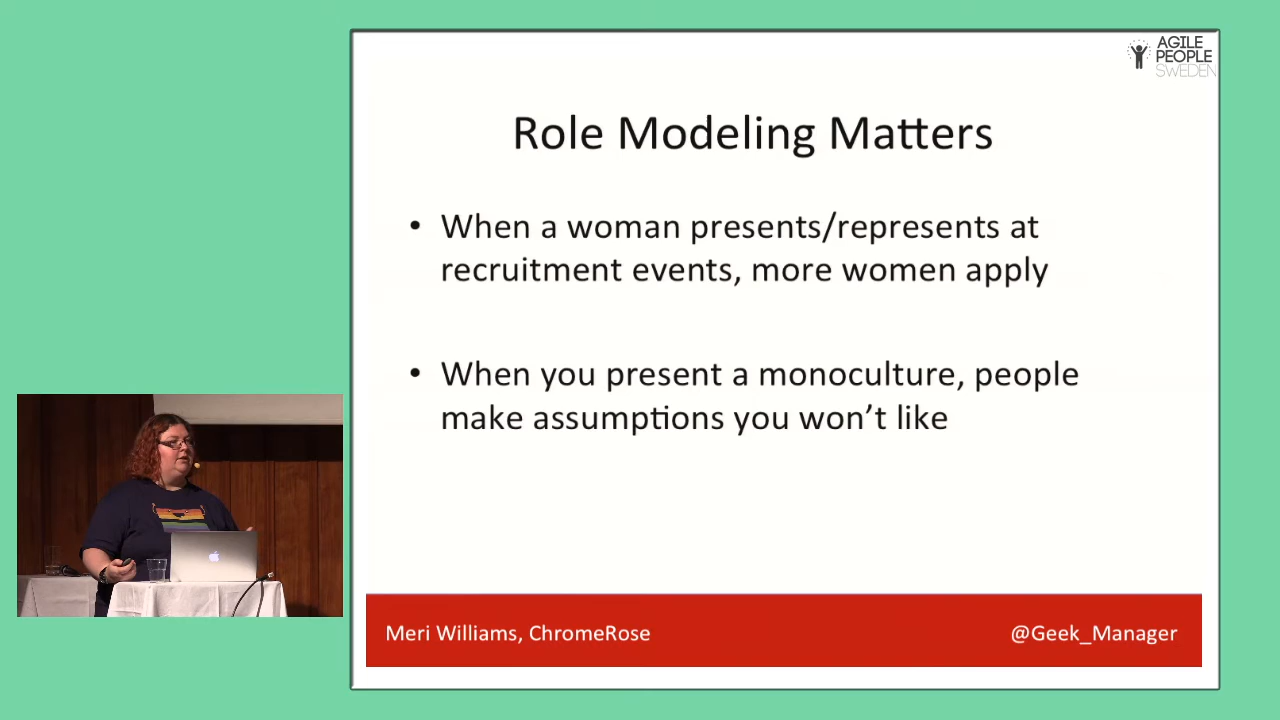 AGILE
PEOPLE
SWEDEN
Role Modeling Matters
• When a woman presents/represents at
recruitment events, more women apply
• When you present a monoculture, people
make assumptions you won’t like
Meri Williams, ChromeRose
@Geek_Manager